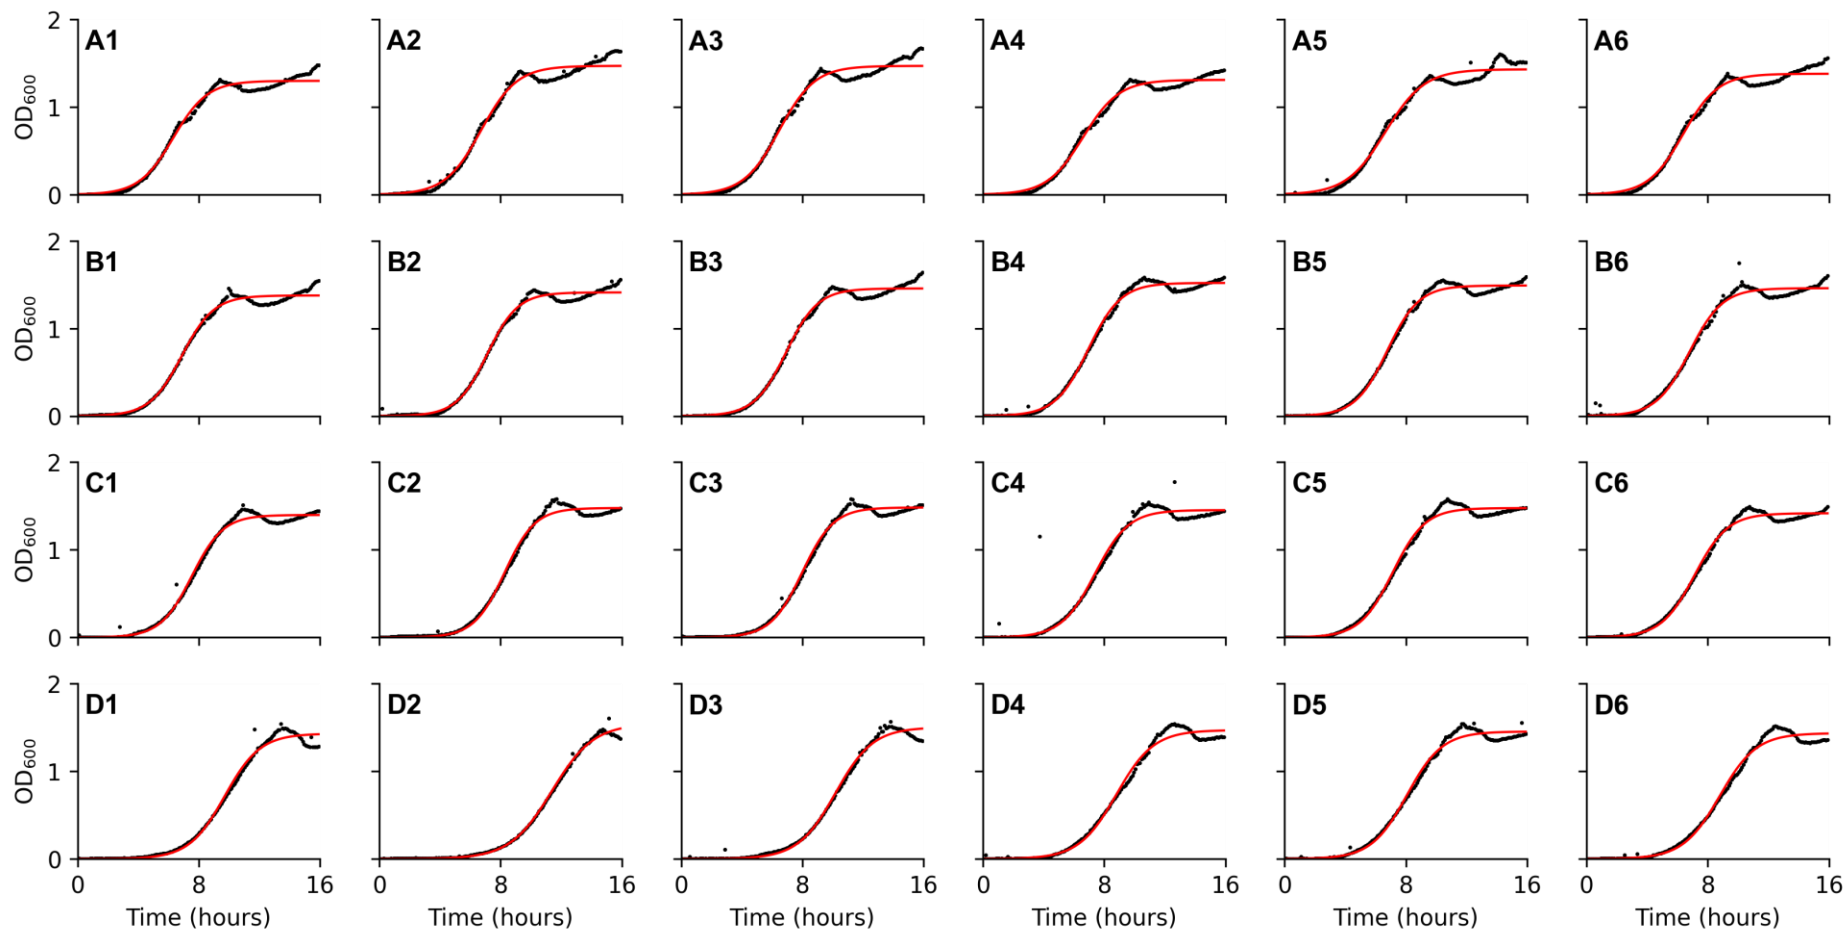 2
A1 A2 A3 A4 A5 A6
OD600
1
0
2
B1 B2 B3 B4 B5 B6
OD600
1
0
2
C1 C2 C3 C4 C5 C6
OD600
1
0
2
D1 D2 D3 D4 D5 D6
OD600
1
0
0 8 16 0 8 16 0 8 16 0 8 16 0 8 16 0 8 16
Time (hours) Time (hours) Time (hours) Time (hours) Time (hours) Time (hours)